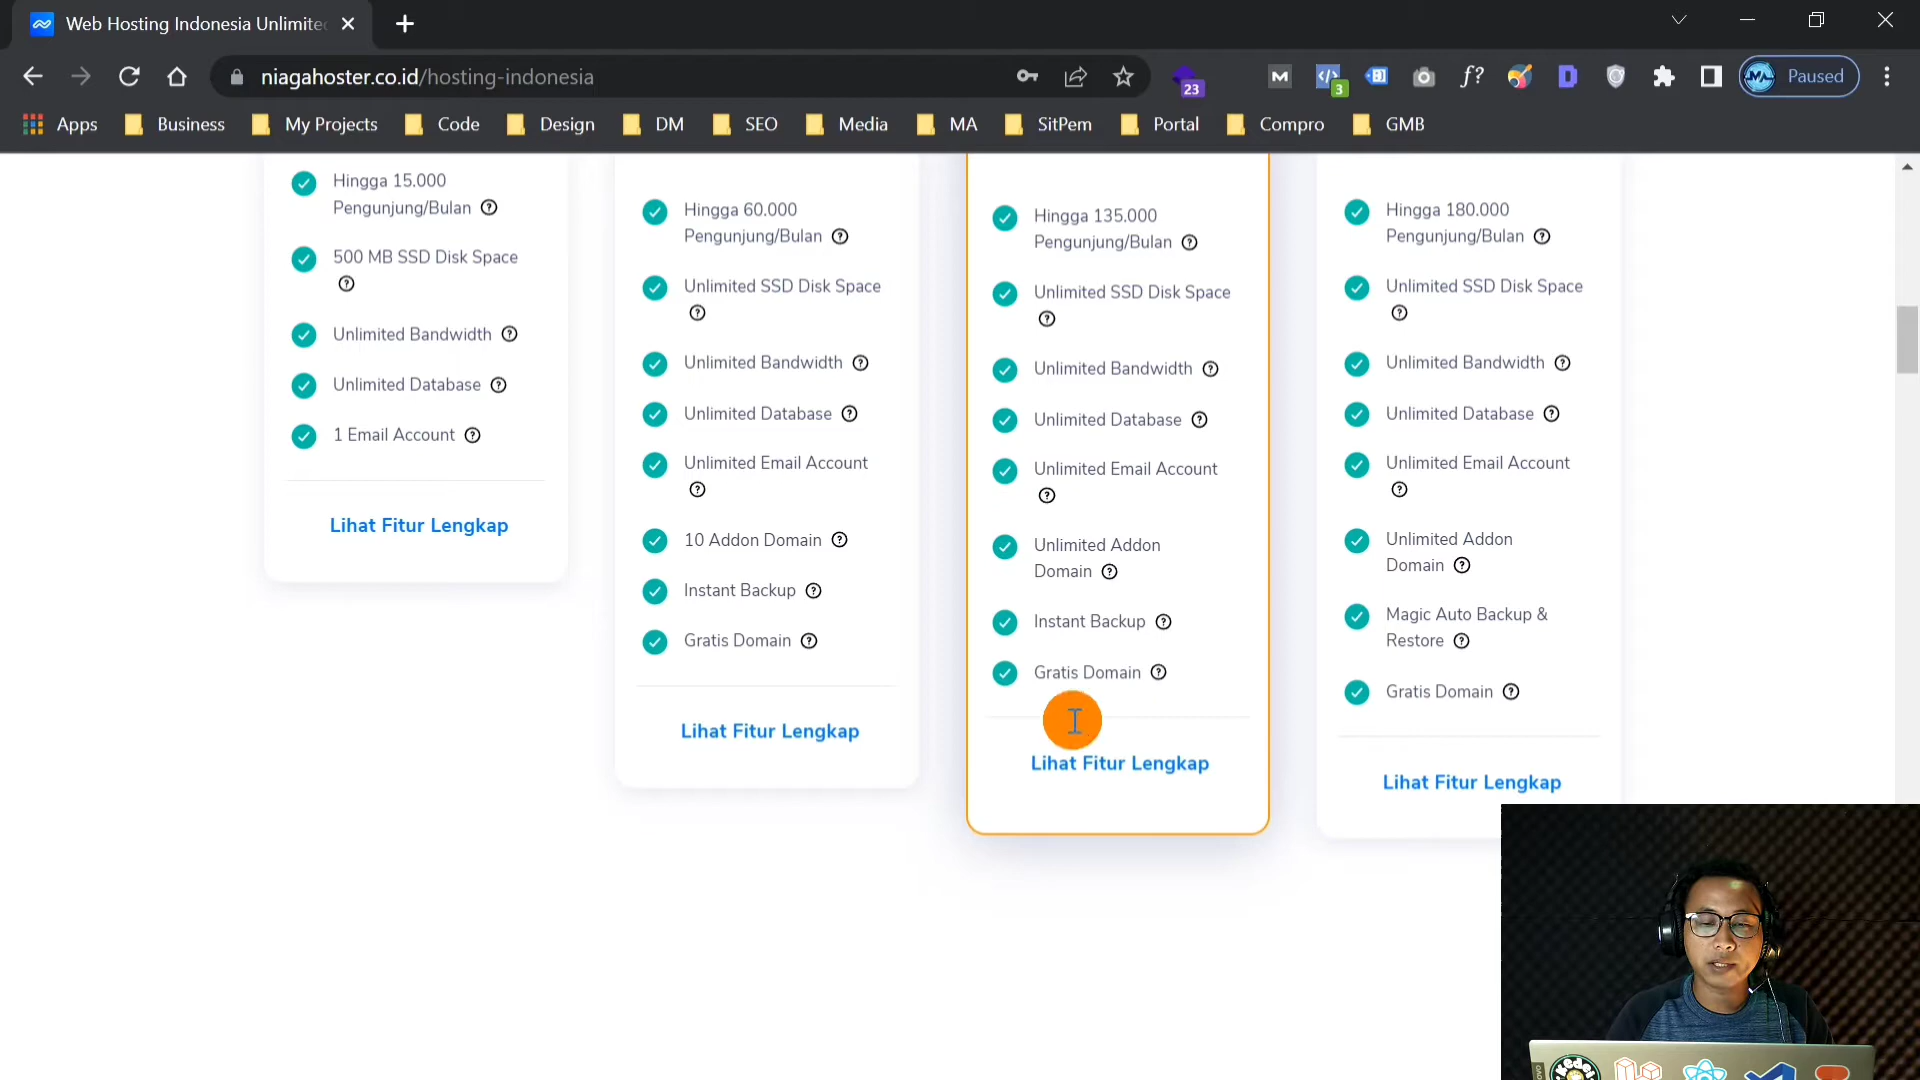 Web Hosting Indonesia Unlimited
niagahoster.co.id/hosting-indonesia
23
3
f?
Paused
Apps
Business
My Projects
Code
Design
DM
SEO
Media
MA
SitPem
Portal
Compro
GMB
Hingga 15.000
Pengunjung/Bulan
500 MB SSD Disk Space
Unlimited Bandwidth
Unlimited Database
1 Email Account
Lihat Fitur Lengkap
Hingga 60.000
Pengunjung/Bulan
Unlimited SSD Disk Space
Unlimited Bandwidth
Unlimited Database
Unlimited Email Account
10 Addon Domain
Instant Backup
Gratis Domain
Lihat Fitur Lengkap
Hingga 135.000
Pengunjung/Bulan
Unlimited SSD Disk Space
Unlimited Bandwidth
Unlimited Database
Unlimited Email Account
Unlimited Addon
Domain
Instant Backup
Gratis Domain
Lihat Fitur Lengkap
Hingga 180.000
Pengunjung/Bulan
Unlimited SSD Disk Space
Unlimited Bandwidth
Unlimited Database
Unlimited Email Account
Unlimited Addon
Domain
Magic Auto Backup &
Restore
Gratis Domain
Lihat Fitur Lengkap